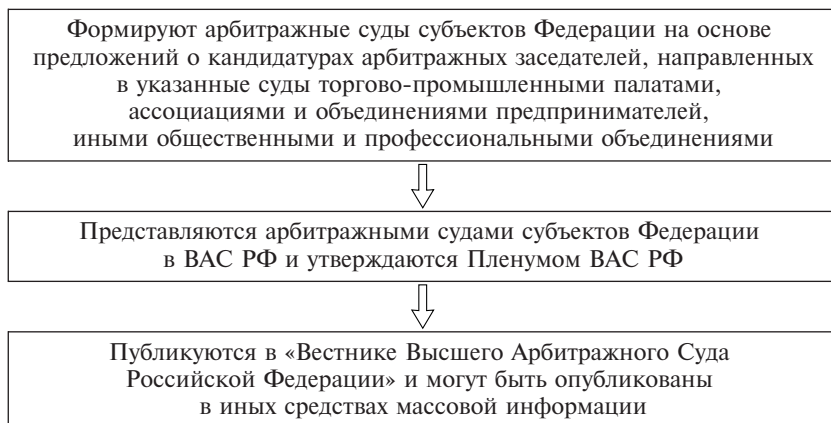 Формируют арбитражные суды субъектов Федерации на основе
предложений о кандидатурах арбитражных заседателей, направленных
в указанные суды торгово-промышленными палатами,
ассоциациями и объединениями предпринимателей,
иными общественными и профессиональными объединениями
Представляются арбитражными судами субъектов Федерации
в ВАС РФ и утверждаются Пленумом ВАС РФ
Публикуются в «Вестнике Высшего Арбитражного Суда
Российской Федерации» и могут быть опубликованы
в иных средствах массовой информации